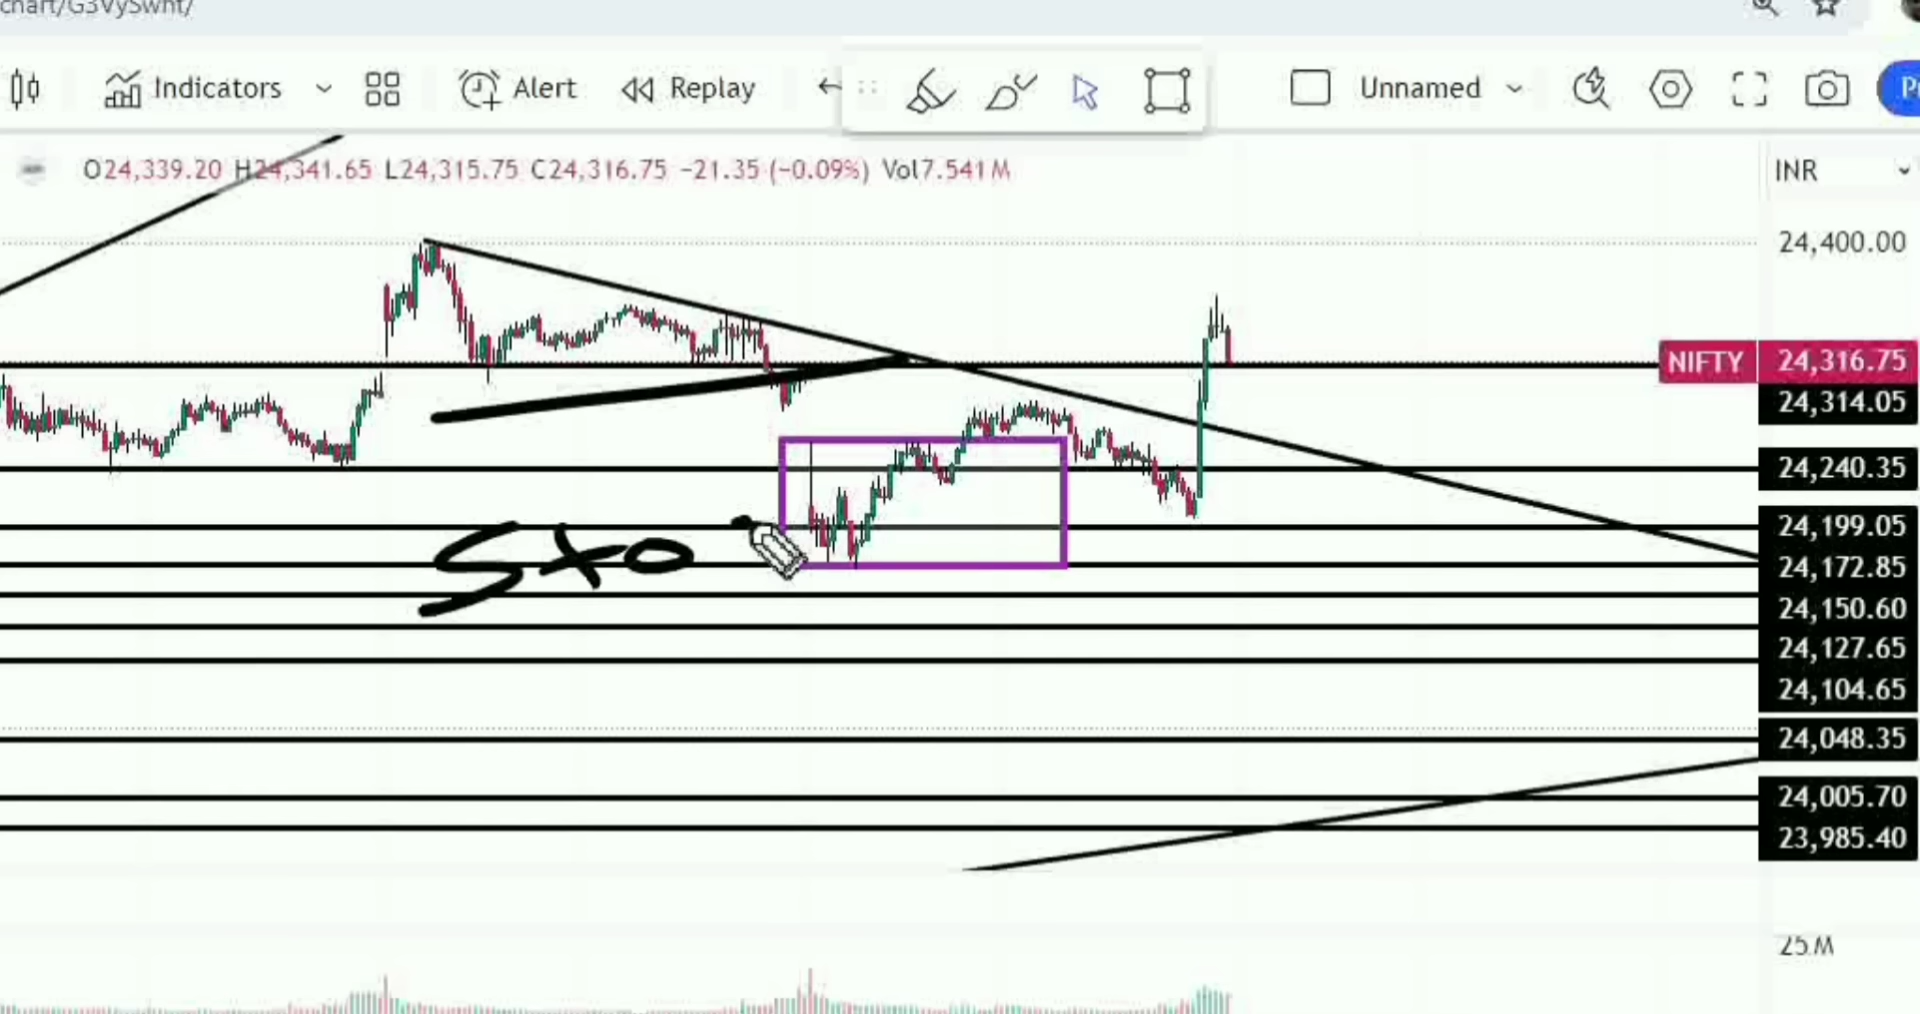 chart/G3VySwht/
Indicators Alert Replay Unnamed
O24,339.20 H24,341.65 L24,315.75 C24,316.75 −21.35 (−0.09%) Vol7.541 M
INR
24,400.00
NIFTY 24,316.75
24,314.05
24,240.35
24,199.05
24,172.85
24,150.60
24,127.65
24,104.65
24,048.35
24,005.70
23,985.40
25 M